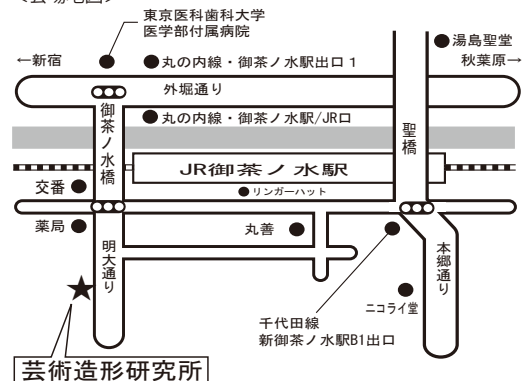 東京医科歯科大学
医学部付属病院
湯島聖堂
←新宿
丸の内線・御茶ノ水駅出口1
秋葉原→
外堀通り
丸の内線・御茶ノ水駅/JR口
御茶ノ水橋
聖橋
JR御茶ノ水駅
交番
リンガーハット
薬局
丸善
明大通り
本郷通り
ニコライ堂
千代田線
新御茶ノ水駅B1出口
芸術造形研究所